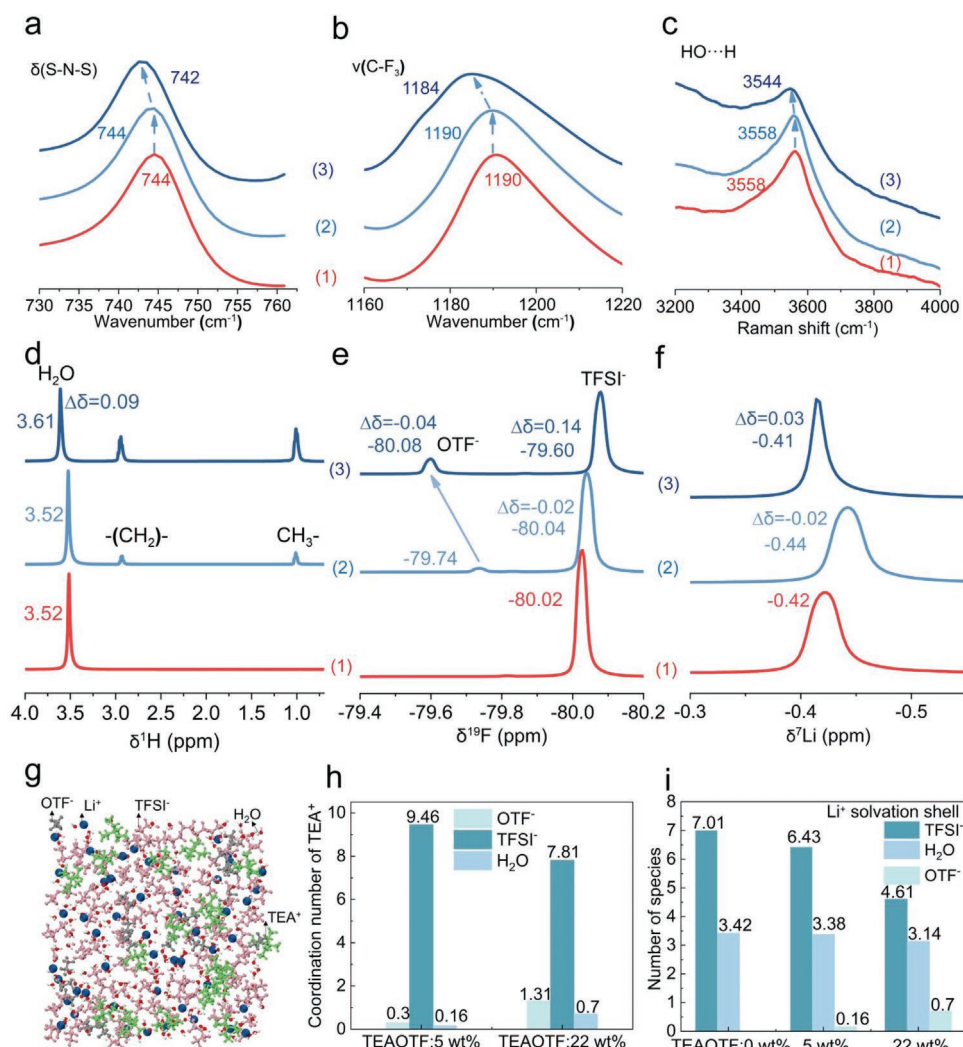 a
δ(S-N-S)
742
744
744
(3)
(2)
(1)
730 735 740 745 750 755 760
Wavenumber (cm-1)
b
ν(C-F3)
1184
1190
1190
1160 1180 1200 1220
Wavenumber (cm-1)
c
HO···H
3544
3558
3558
(3)
(2)
(1)
3200 3400 3600 3800 4000
Raman shift (cm-1)
d
H2O
Δδ=0.09
3.61
3.52
-(CH2)-
CH3-
3.52
(3)
(2)
(1)
4.0 3.5 3.0 2.5 2.0 1.5 1.0
δ1H (ppm)
e
TFSI-
Δδ=-0.04
-80.08
OTF-
Δδ=0.14
-79.60
Δδ=-0.02
-80.04
-79.74
-80.02
-79.4 -79.6 -79.8 -80.0 -80.2
δ19F (ppm)
f
Δδ=0.03
-0.41
(3)
Δδ=-0.02
-0.44
(2)
-0.42
(1)
-0.3 -0.4 -0.5
δ7Li (ppm)
g
OTF-
Li+
TFSI-
H2O
TEA+
h
Coordination number of TEA+
10
8
6
4
2
0
OTF-
TFSI-
H2O
9.46
7.81
0.3
0.16
1.31
0.7
TEAOTF:5 wt% TEAOTF:22 wt%
i
Number of species
8
7
6
5
4
3
2
1
0
Li+ solvation shell
TFSI-
H2O
OTF-
7.01
3.42
6.43
3.38
0.16
4.61
3.14
0.7
TEAOTF:0 wt% 5 wt% 22 wt%